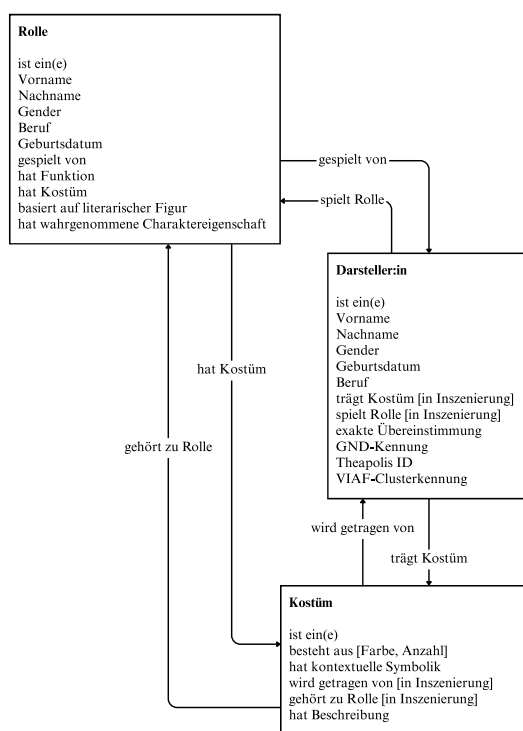 Rolle
ist ein(e)
Vorname
Nachname
Gender
Beruf
Geburtsdatum
gespielt von
hat Funktion
hat Kostüm
basiert auf literarischer Figur
hat wahrgenommene Charaktereigenschaft
gespielt von
spielt Rolle
Darsteller:in
ist ein(e)
Vorname
Nachname
Gender
Geburtsdatum
Beruf
trägt Kostüm [in Inszenierung]
spielt Rolle [in Inszenierung]
exakte Übereinstimmung
GND-Kennung
Theapolis ID
VIAF-Clusterkennung
hat Kostüm
gehört zu Rolle
wird getragen von
trägt Kostüm
Kostüm
ist ein(e)
besteht aus [Farbe, Anzahl]
hat kontextuelle Symbolik
wird getragen von [in Inszenierung]
gehört zu Rolle [in Inszenierung]
hat Beschreibung